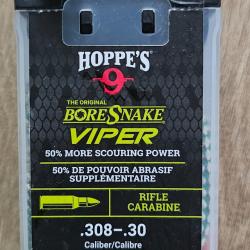 HOPPE'S
9
THE ORIGINAL
BORESNAKE
VIPER
50% MORE SCOURING POWER
50% DE POUVOIR ABRASIF
SUPPLÉMENTAIRE
RIFLE
CARABINE
.308–.30
Caliber/Calibre